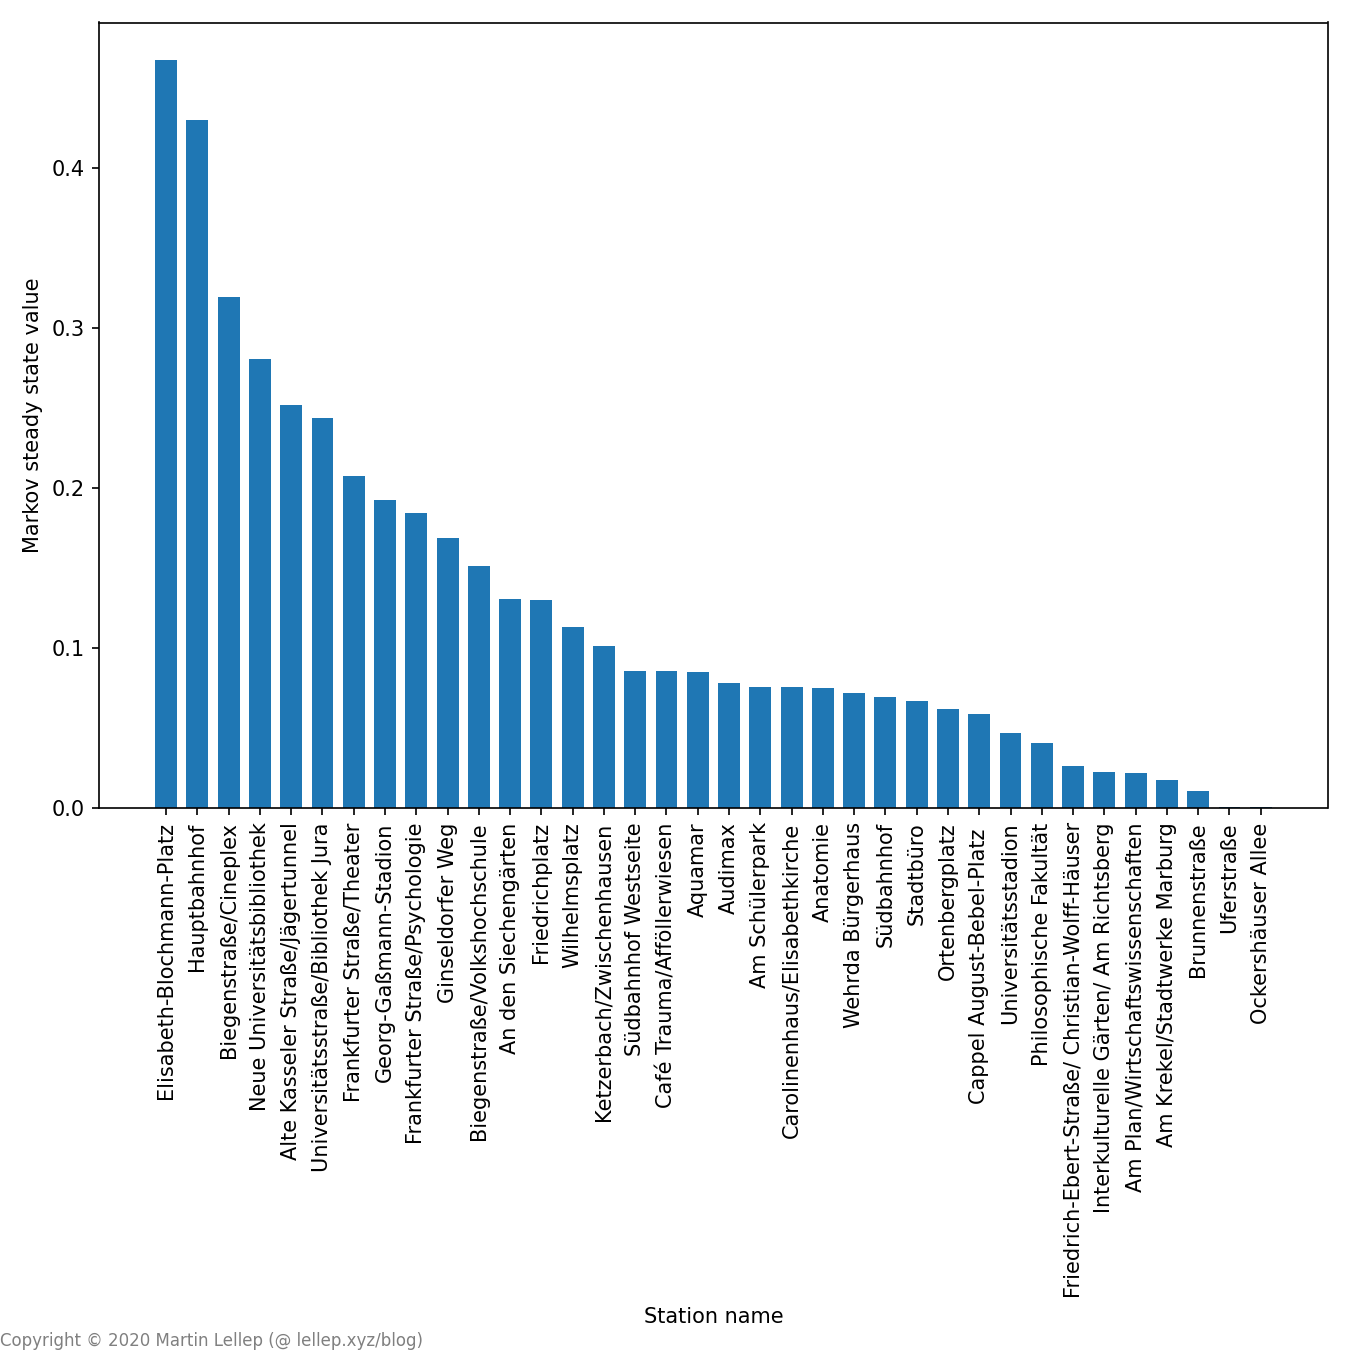 0.4
0.3
0.2
0.1
0.0
Markov steady state value
Elisabeth-Blochmann-Platz
Hauptbahnhof
Biegenstraße/Cineplex
Neue Universitätsbibliothek
Alte Kasseler Straße/Jägertunnel
Universitätsstraße/Bibliothek Jura
Frankfurter Straße/Theater
Georg-Gaßmann-Stadion
Frankfurter Straße/Psychologie
Ginseldorfer Weg
Biegenstraße/Volkshochschule
An den Siechengärten
Friedrichplatz
Wilhelmsplatz
Ketzerbach/Zwischenhausen
Südbahnhof Westseite
Café Trauma/Afföllerwiesen
Aquamar
Audimax
Am Schülerpark
Carolinenhaus/Elisabethkirche
Anatomie
Wehrda Bürgerhaus
Südbahnhof
Stadtbüro
Ortenbergplatz
Cappel August-Bebel-Platz
Universitätsstadion
Philosophische Fakultät
Friedrich-Ebert-Straße/ Christian-Wolff-Häuser
Interkulturelle Gärten/ Am Richtsberg
Am Plan/Wirtschaftswissenschaften
Am Krekel/Stadtwerke Marburg
Brunnenstraße
Uferstraße
Ockershäuser Allee
Station name
Copyright © 2020 Martin Lellep (@ lellep.xyz/blog)